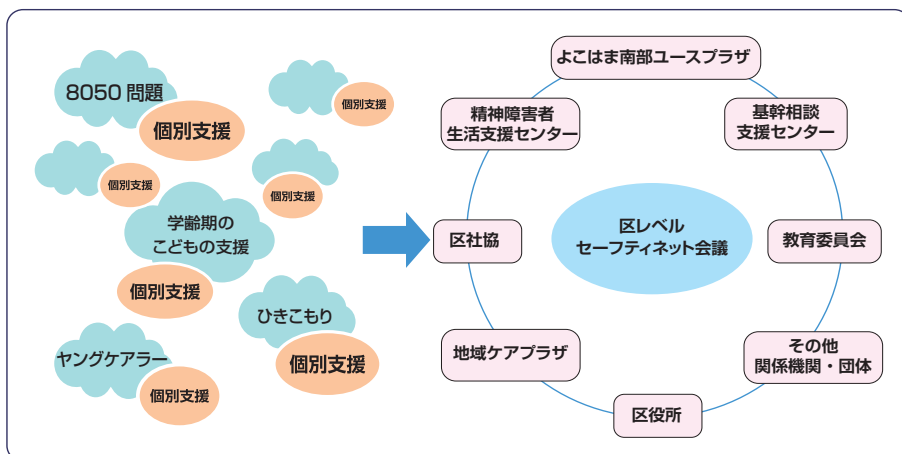 8050 問題
個別支援
個別支援
個別支援
個別支援
学齢期の
こどもの支援
個別支援
ひきこもり
個別支援
ヤングケアラー
個別支援
よこはま南部ユースプラザ
精神障害者
生活支援センター
基幹相談
支援センター
区社協
区レベル
セーフティネット会議
教育委員会
地域ケアプラザ
その他
関係機関・団体
区役所